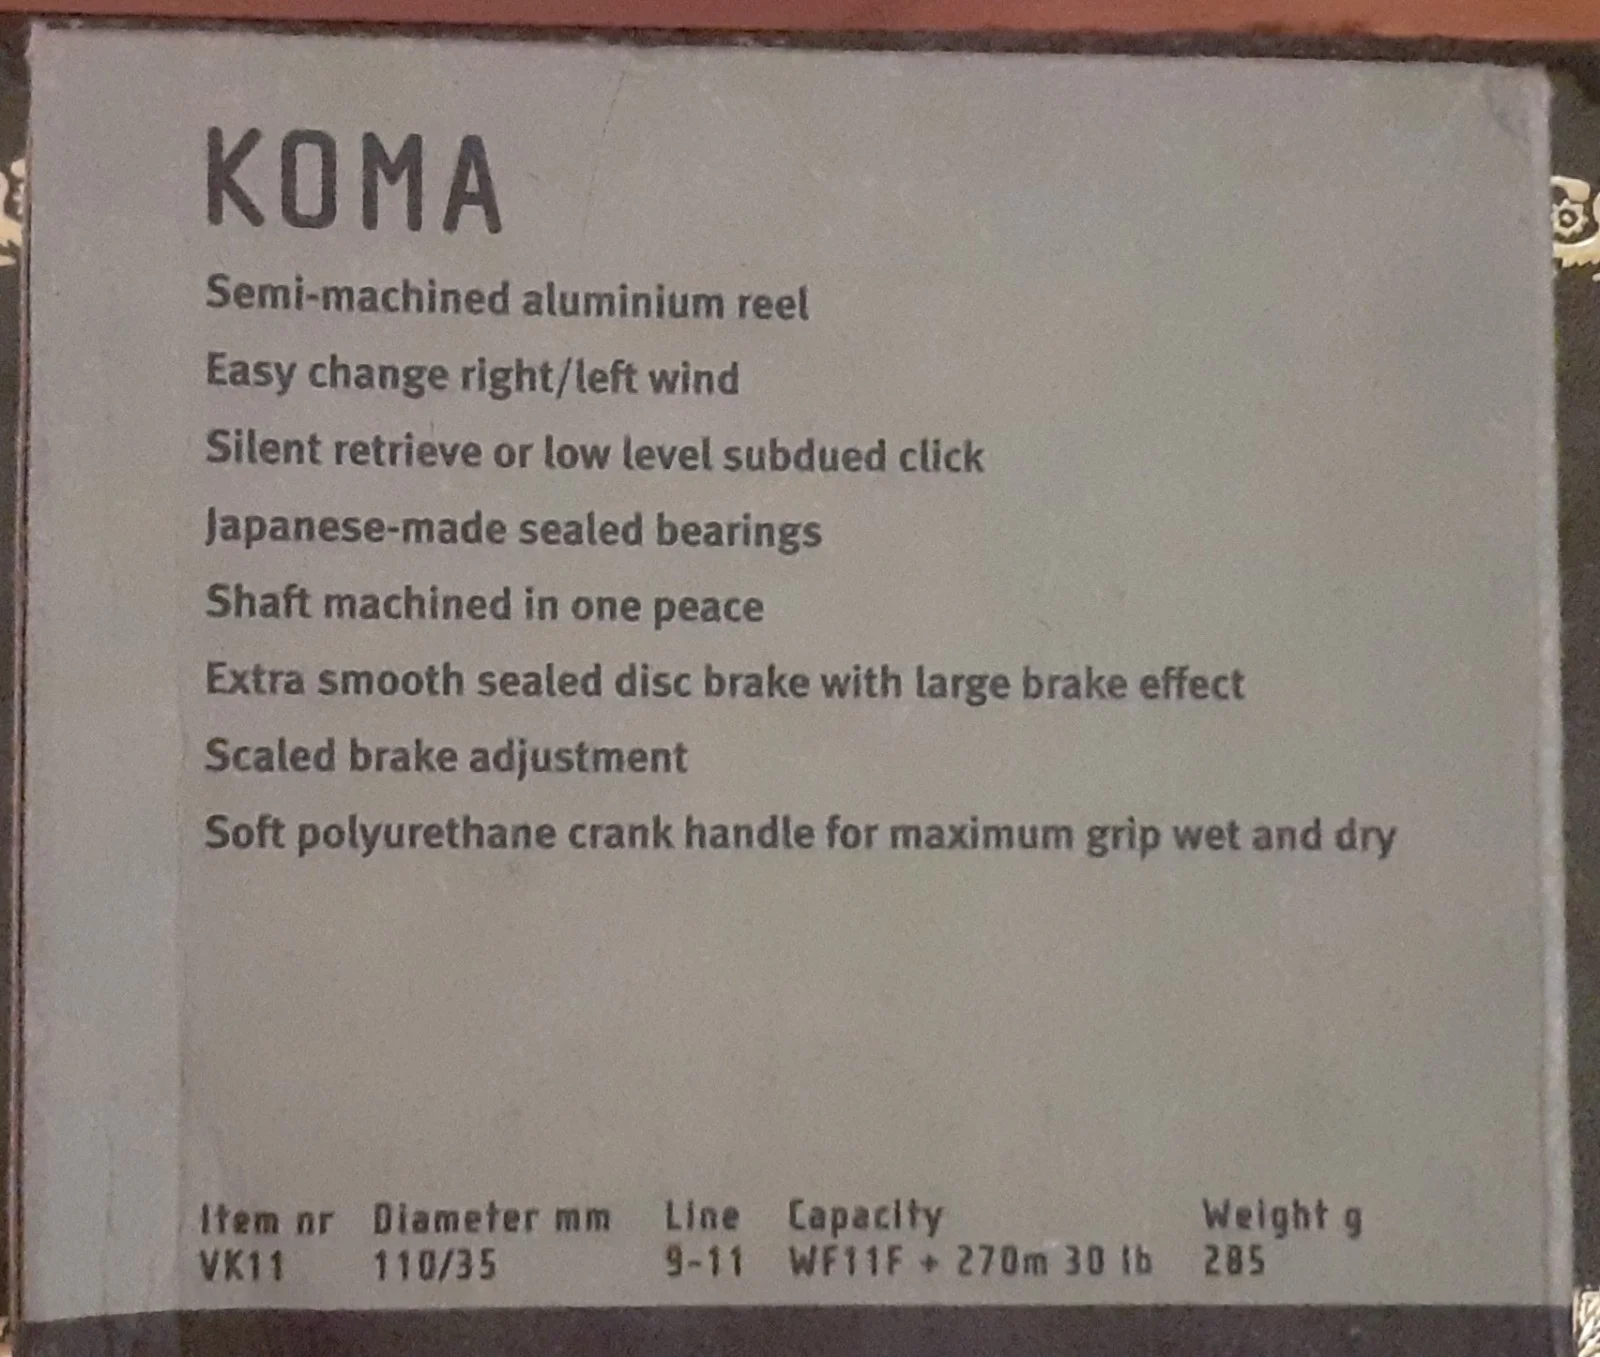 KOMA
Semi-machined aluminium reel
Easy change right/left wind
Silent retrieve or low level subdued click
Japanese-made sealed bearings
Shaft machined in one peace
Extra smooth sealed disc brake with large brake effect
Scaled brake adjustment
Soft polyurethane crank handle for maximum grip wet and dry
Item nr Diameter mm Line Capacity Weight g
VK11 110/35 9-11 WF11F + 270m 30 lb 285